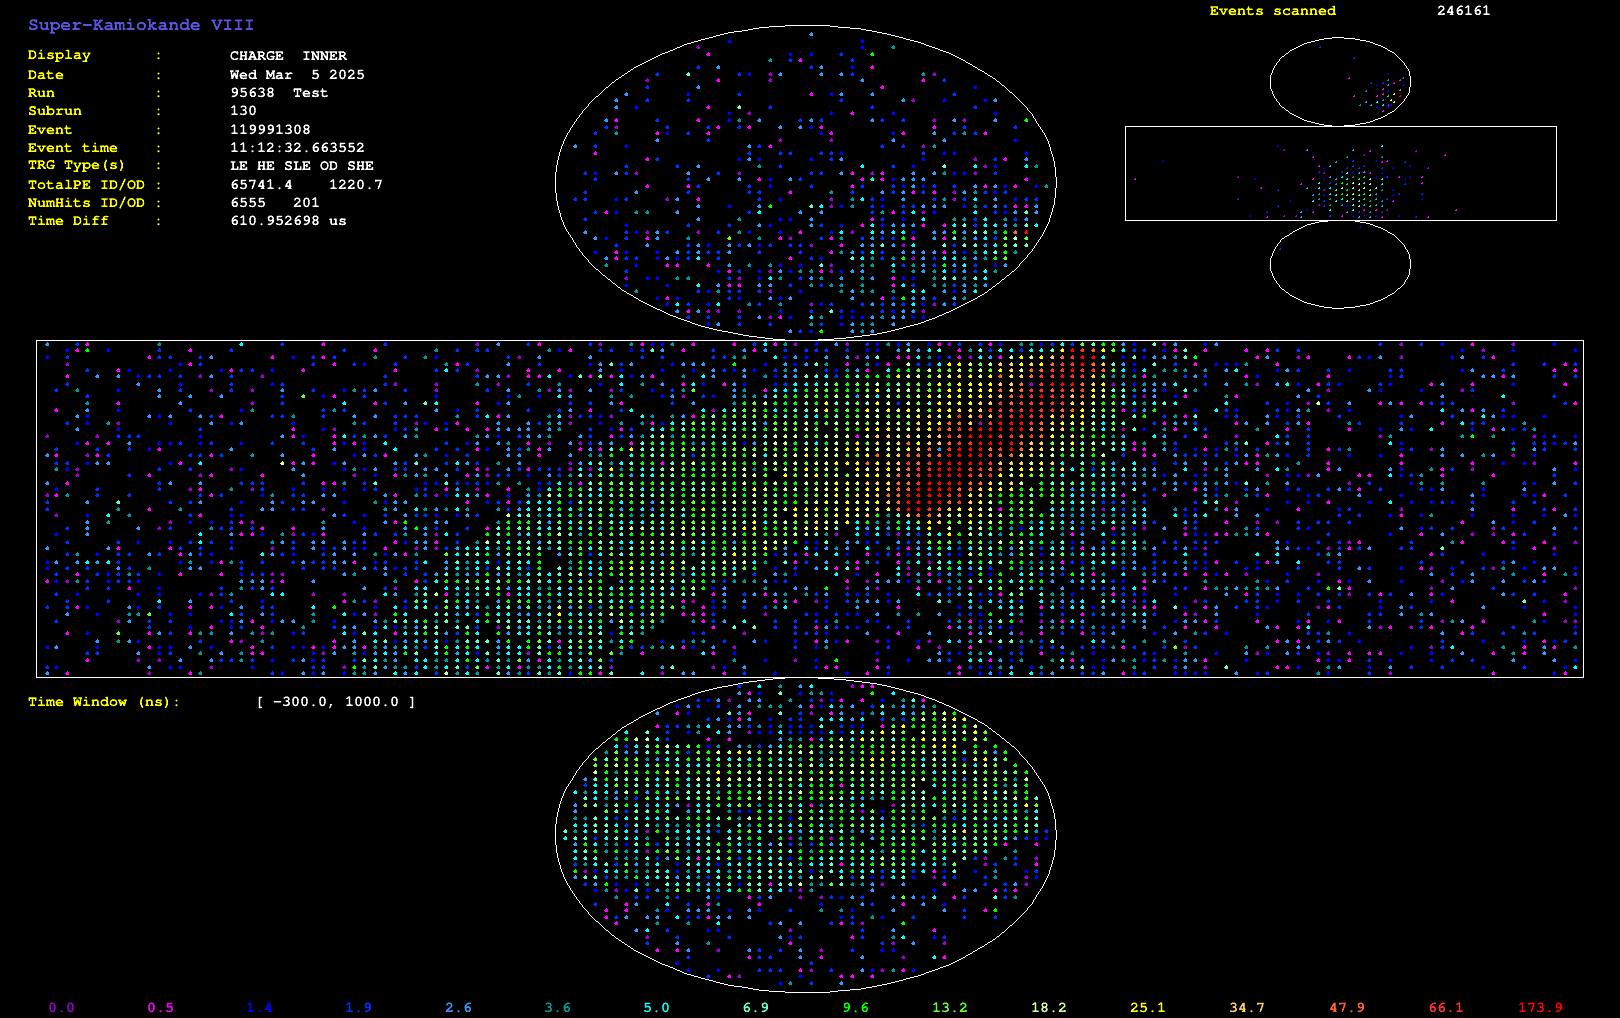 Super-Kamiokande VIII
Events scanned 246161
Display : CHARGE INNER
Date : Wed Mar 5 2025
Run : 95638 Test
Subrun : 130
Event : 119991308
Event time : 11:12:32.663552
TRG Type(s) : LE HE SLE OD SHE
TotalPE ID/OD : 65741.4 1220.7
NumHits ID/OD : 6555 201
Time Diff : 610.952698 us
Time Window (ns): [ -300.0, 1000.0 ]
0.0 0.5 1.4 1.9 2.6 3.6 5.0 6.9 9.6 13.2 18.2 25.1 34.7 47.9 66.1 173.9